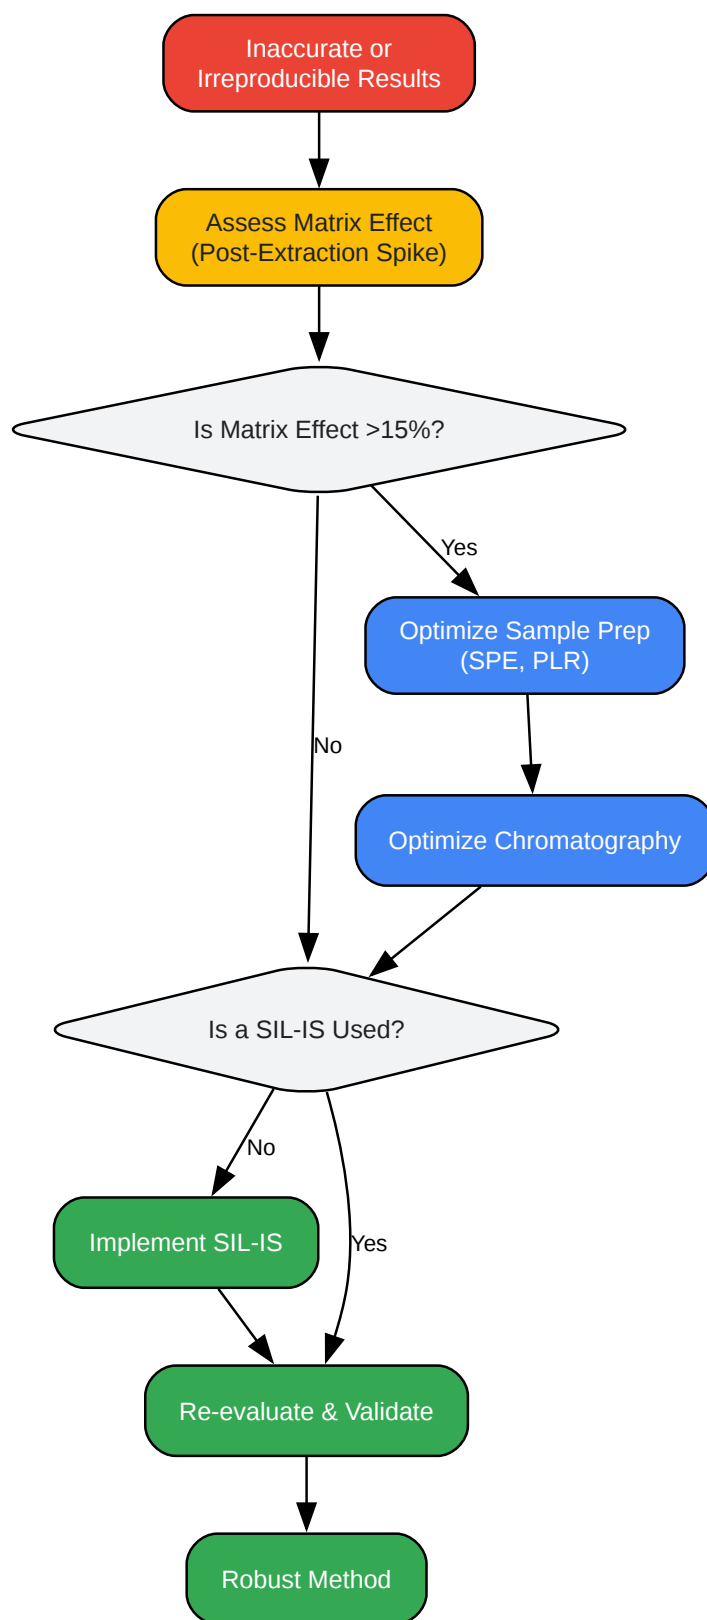 Inaccurate or
Irreproducible Results
Assess Matrix Effect
(Post-Extraction Spike)
Is Matrix Effect >15%?
Yes
Optimize Sample Prep
(SPE, PLR)
No
Optimize Chromatography
Is a SIL-IS Used?
No
Implement SIL-IS
Yes
Re-evaluate & Validate
Robust Method